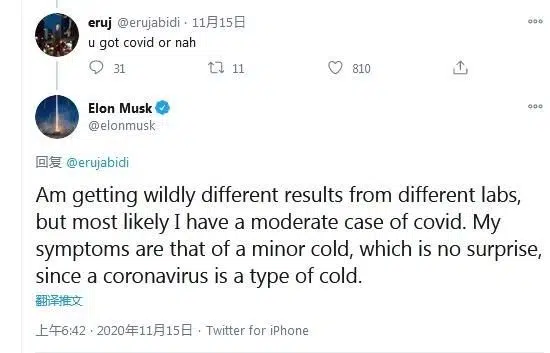 eruj @erujabidi · 11月15日
u got covid or nah
31 11 810
Elon Musk
@elonmusk
回复 @erujabidi
Am getting wildly different results from different labs,
but most likely I have a moderate case of covid. My
symptoms are that of a minor cold, which is no surprise,
since a coronavirus is a type of cold.
翻译推文
上午6:42 · 2020年11月15日 · Twitter for iPhone